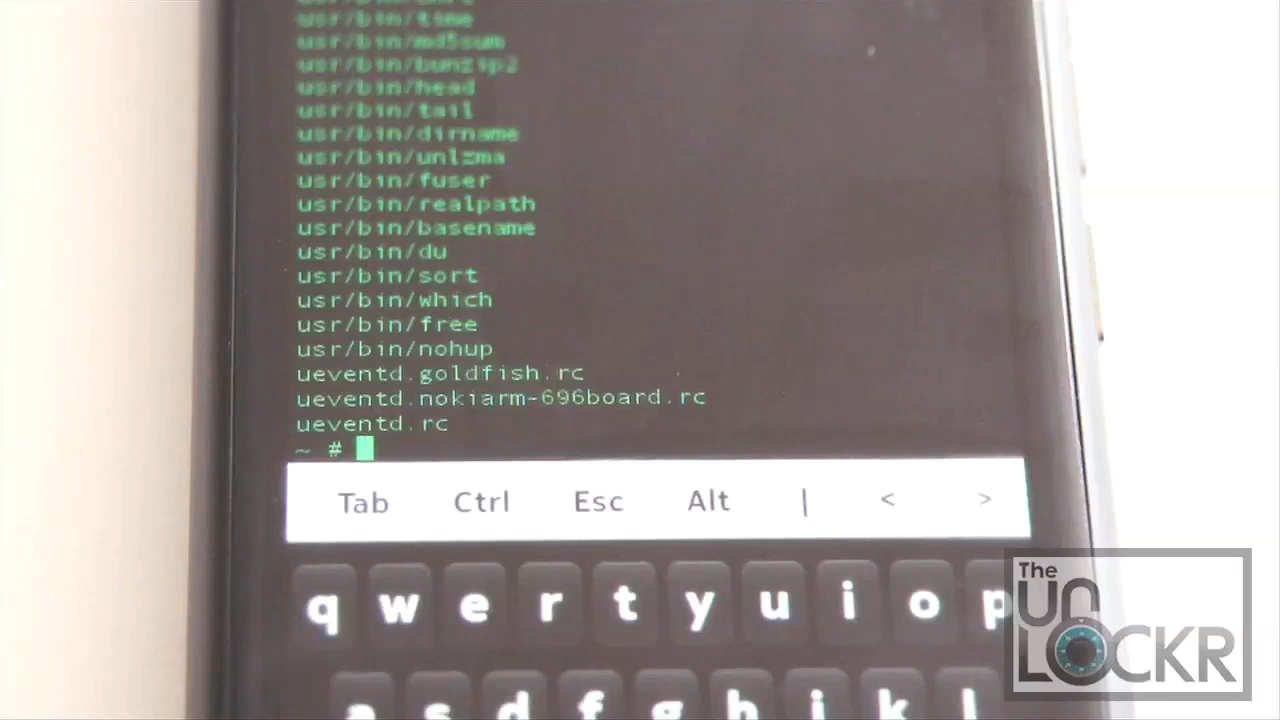 usr/bin/time
usr/bin/md5sum
usr/bin/bunzip2
usr/bin/head
usr/bin/tail
usr/bin/dirname
usr/bin/unlzma
usr/bin/fuser
usr/bin/realpath
usr/bin/basename
usr/bin/du
usr/bin/sort
usr/bin/which
usr/bin/free
usr/bin/nohup
ueventd.goldfish.rc
ueventd.nokiarm-696board.rc
ueventd.rc
~ #
Tab Ctrl Esc Alt | < >
q w e r t y u i o p
a s d f g h j k l
The
UN
LOCKR